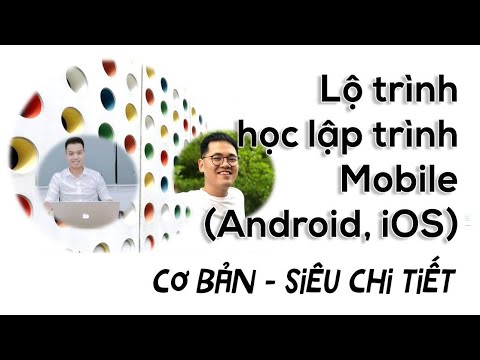 Lộ trình
học lập trình
Mobile
(Android, iOS)
CƠ BẢN - SIÊU CHI TIẾT